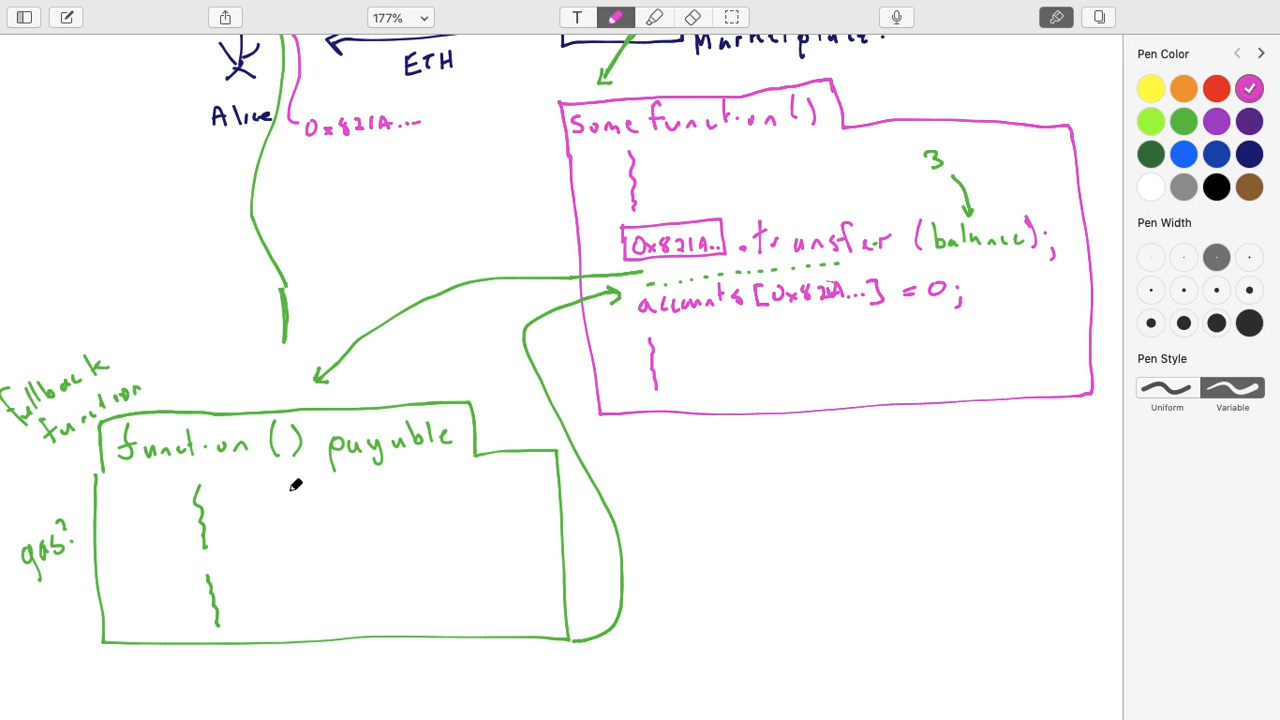 177%
T
Pen Color
Marketplace.
ETH
Alice
0x821A...
Some function ()
3
0x821A.. .transfer (balance);
accounts [0x821A...] = 0;
Pen Width
Pen Style
Uniform
Variable
fullback
function
function () payable
gas?